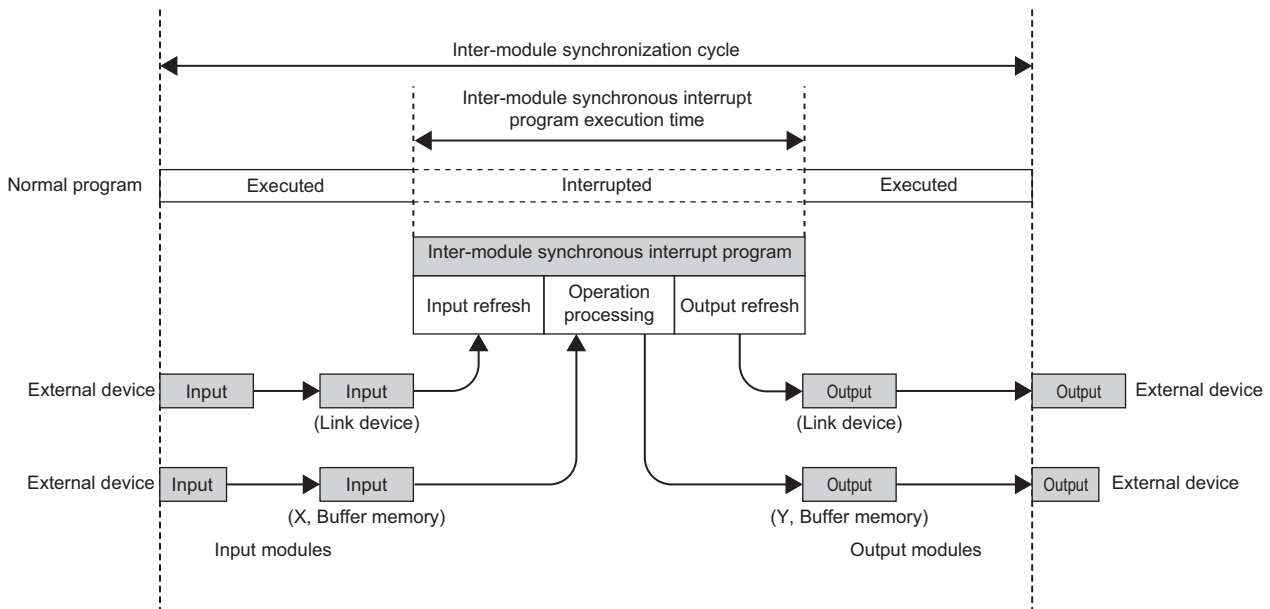 Inter-module synchronization cycle
Inter-module synchronous interrupt
program execution time
Normal program
Executed
Interrupted
Executed
Inter-module synchronous interrupt program
Input refresh
Operation
processing
Output refresh
External device
Input
Input
(Link device)
Output
(Link device)
Output
External device
External device
Input
Input
(X, Buffer memory)
Output
(Y, Buffer memory)
Output
External device
Input modules
Output modules